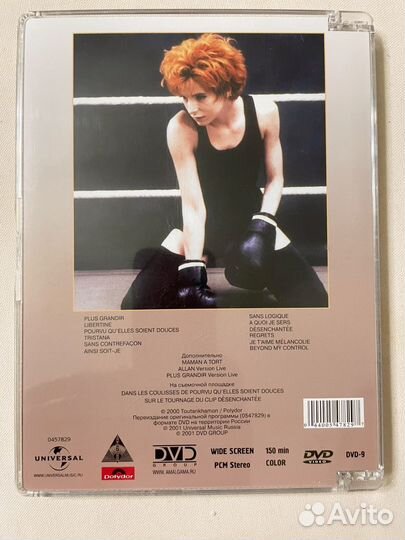 PLUS GRANDIR
LIBERTINE
POURVU QU'ELLES SOIENT DOUCES
TRISTANA
SANS CONTREFAÇON
AINSI SOIT-JE
SANS LOGIQUE
A QUOI JE SERS
DÉSENCHANTÉE
REGRETS
JE T'AIME MÉLANCOLIE
BEYOND MY CONTROL
Дополнительно
MAMAN A TORT
ALLAN Version Live
PLUS GRANDIR Version Live
На съемочной площадке
DANS LES COULISSES DE POURVU QU'ELLES SOIENT DOUCES
SUR LE TOURNAGE DU CLIP DÉSENCHANTÉE
© 2000 Toutankhamon / Polydor
Переиздание оригинальной программы (0547829) в
формате DVD на территории России
© 2001 Universal Music Russia
© 2001 DVD GROUP
0457829
UNIVERSAL
WWW.UNIVERSALMUSIC.RU
Polydor
DVD
GROUP
WWW.AMALGAMA.RU
WIDE SCREEN 150 min
PCM Stereo COLOR
DVD
VIDEO
DVD-9
Avito